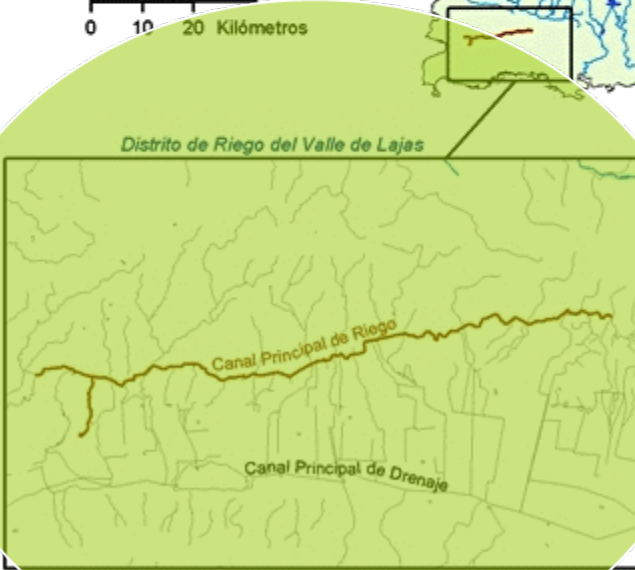 0 10 20 Kilómetros
Distrito de Riego del Valle de Lajas
Canal Principal de Riego
Canal Principal de Drenaje